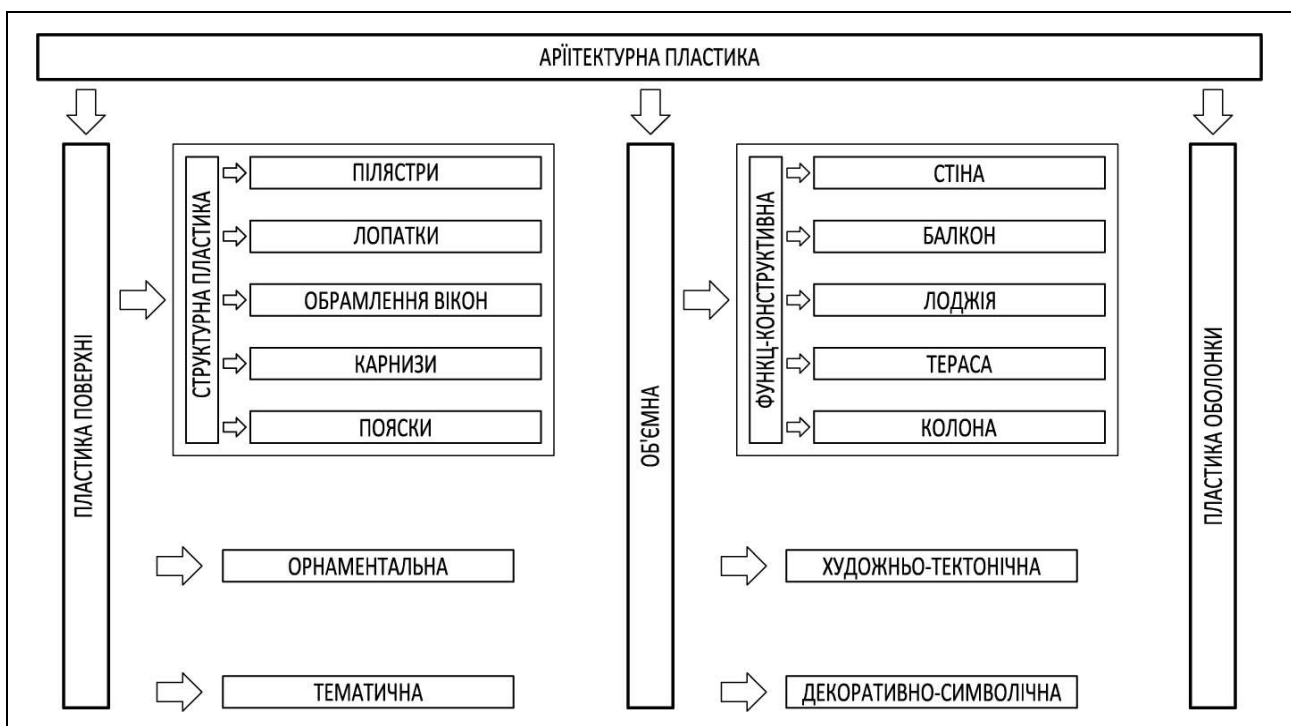 АРЇІТЕКТУРНА ПЛАСТИКА
ПЛАСТИКА ПОВЕРХНІ
СТРУКТУРНА ПЛАСТИКА
ПІЛЯСТРИ
ЛОПАТКИ
ОБРАМЛЕННЯ ВІКОН
КАРНИЗИ
ПОЯСКИ
ОРНАМЕНТАЛЬНА
ТЕМАТИЧНА
ОБ'ЄМНА
ФУНКЦ-КОНСТРУКТИВНА
СТІНА
БАЛКОН
ЛОДЖІЯ
ТЕРАСА
КОЛОНА
ХУДОЖНЬО-ТЕКТОНІЧНА
ДЕКОРАТИВНО-СИМВОЛІЧНА
ПЛАСТИКА ОБОЛОНКИ